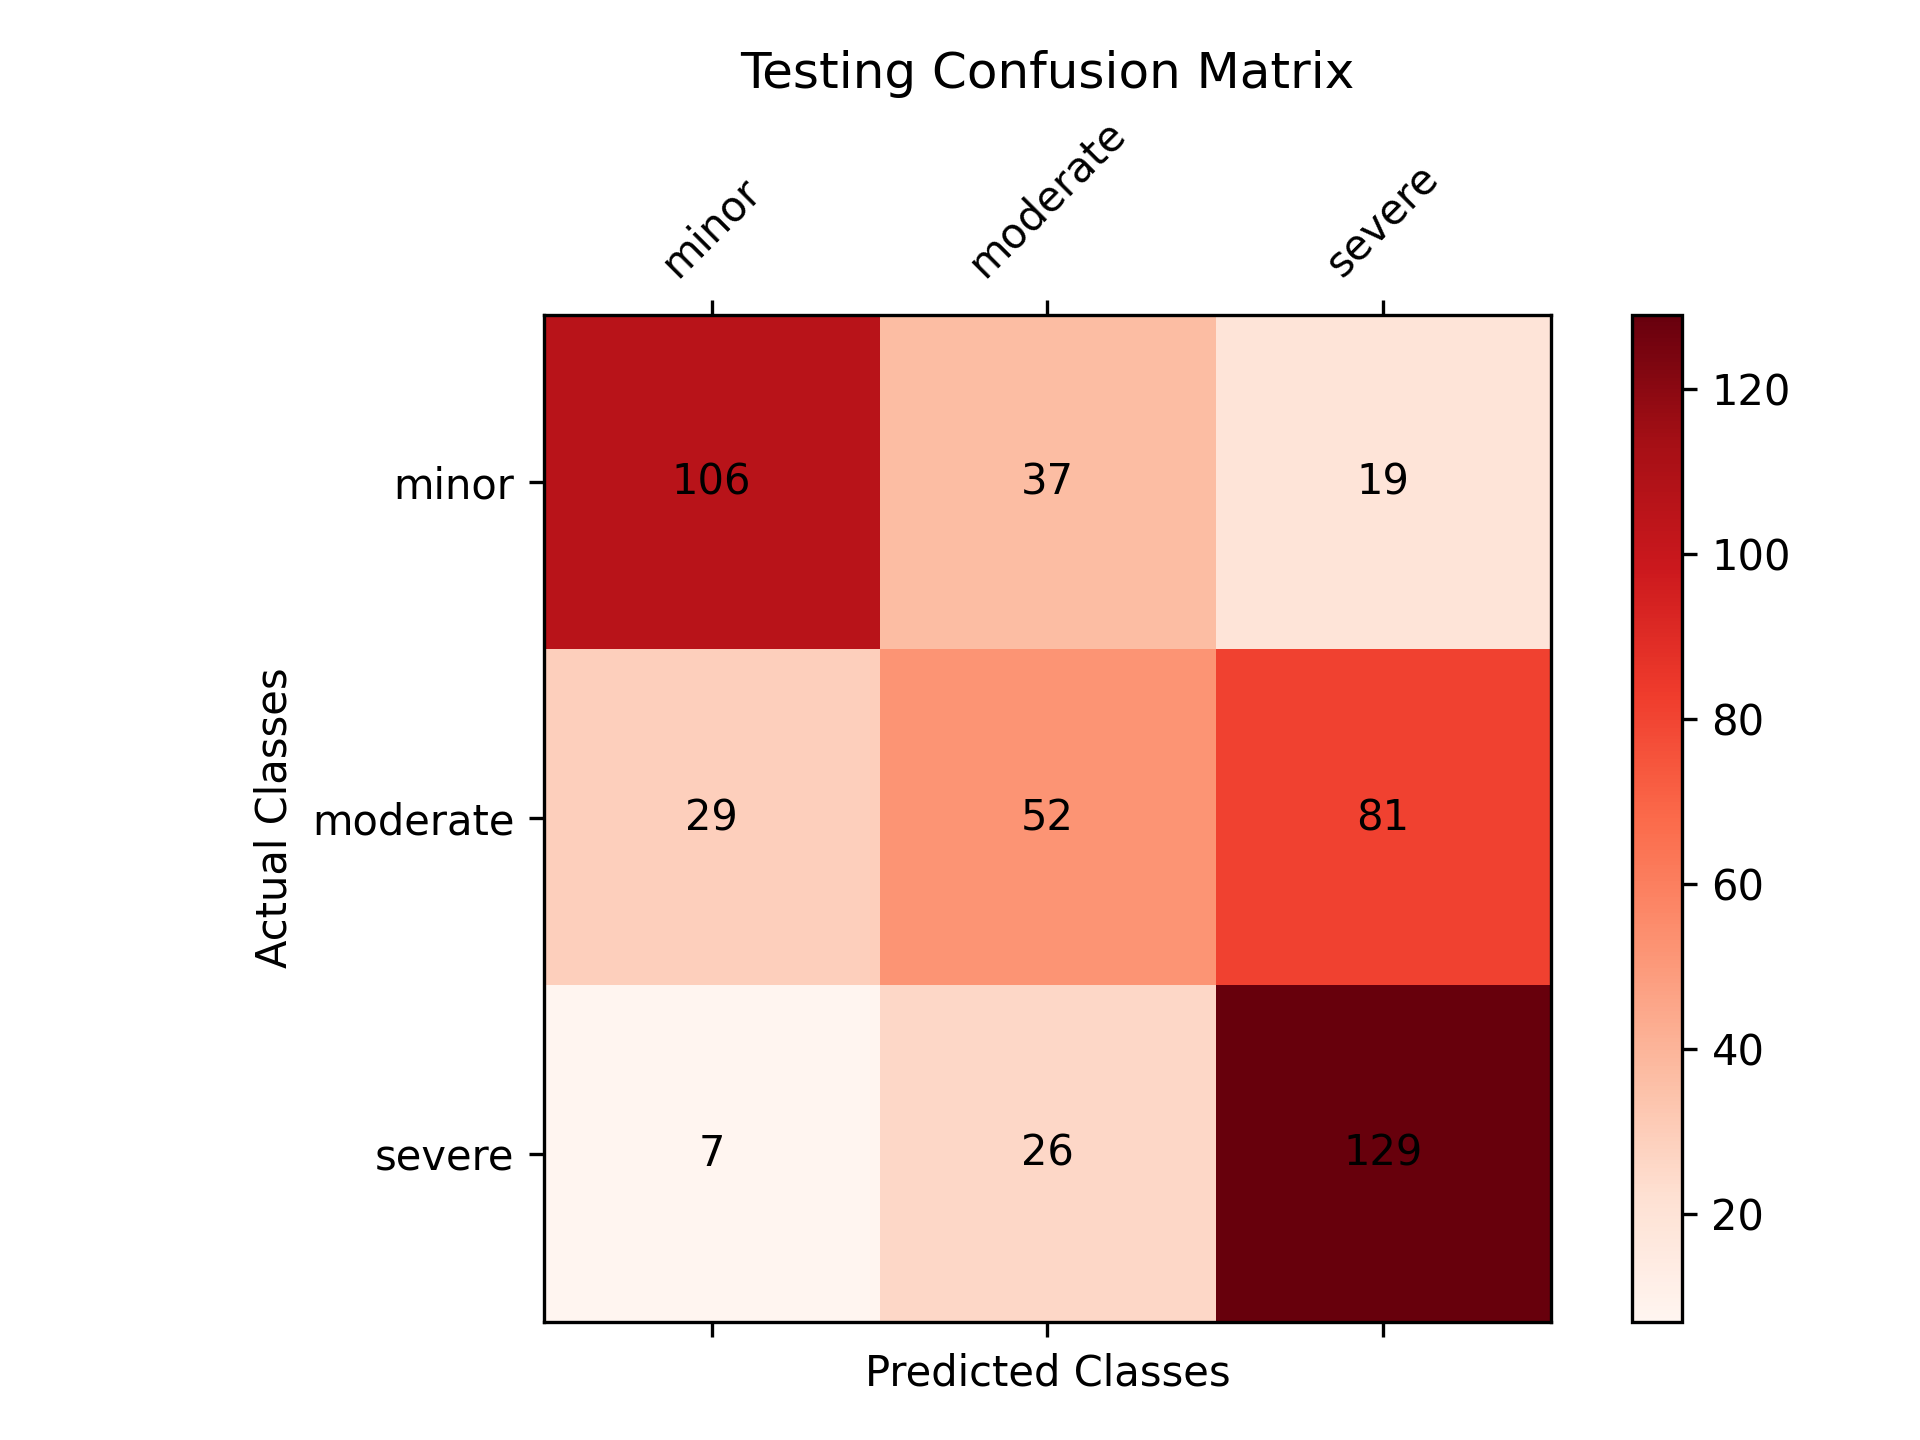 Testing Confusion Matrix
minor moderate severe
minor 106 37 19
moderate 29 52 81
severe 7 26 129
Actual Classes
Predicted Classes
120
100
80
60
40
20